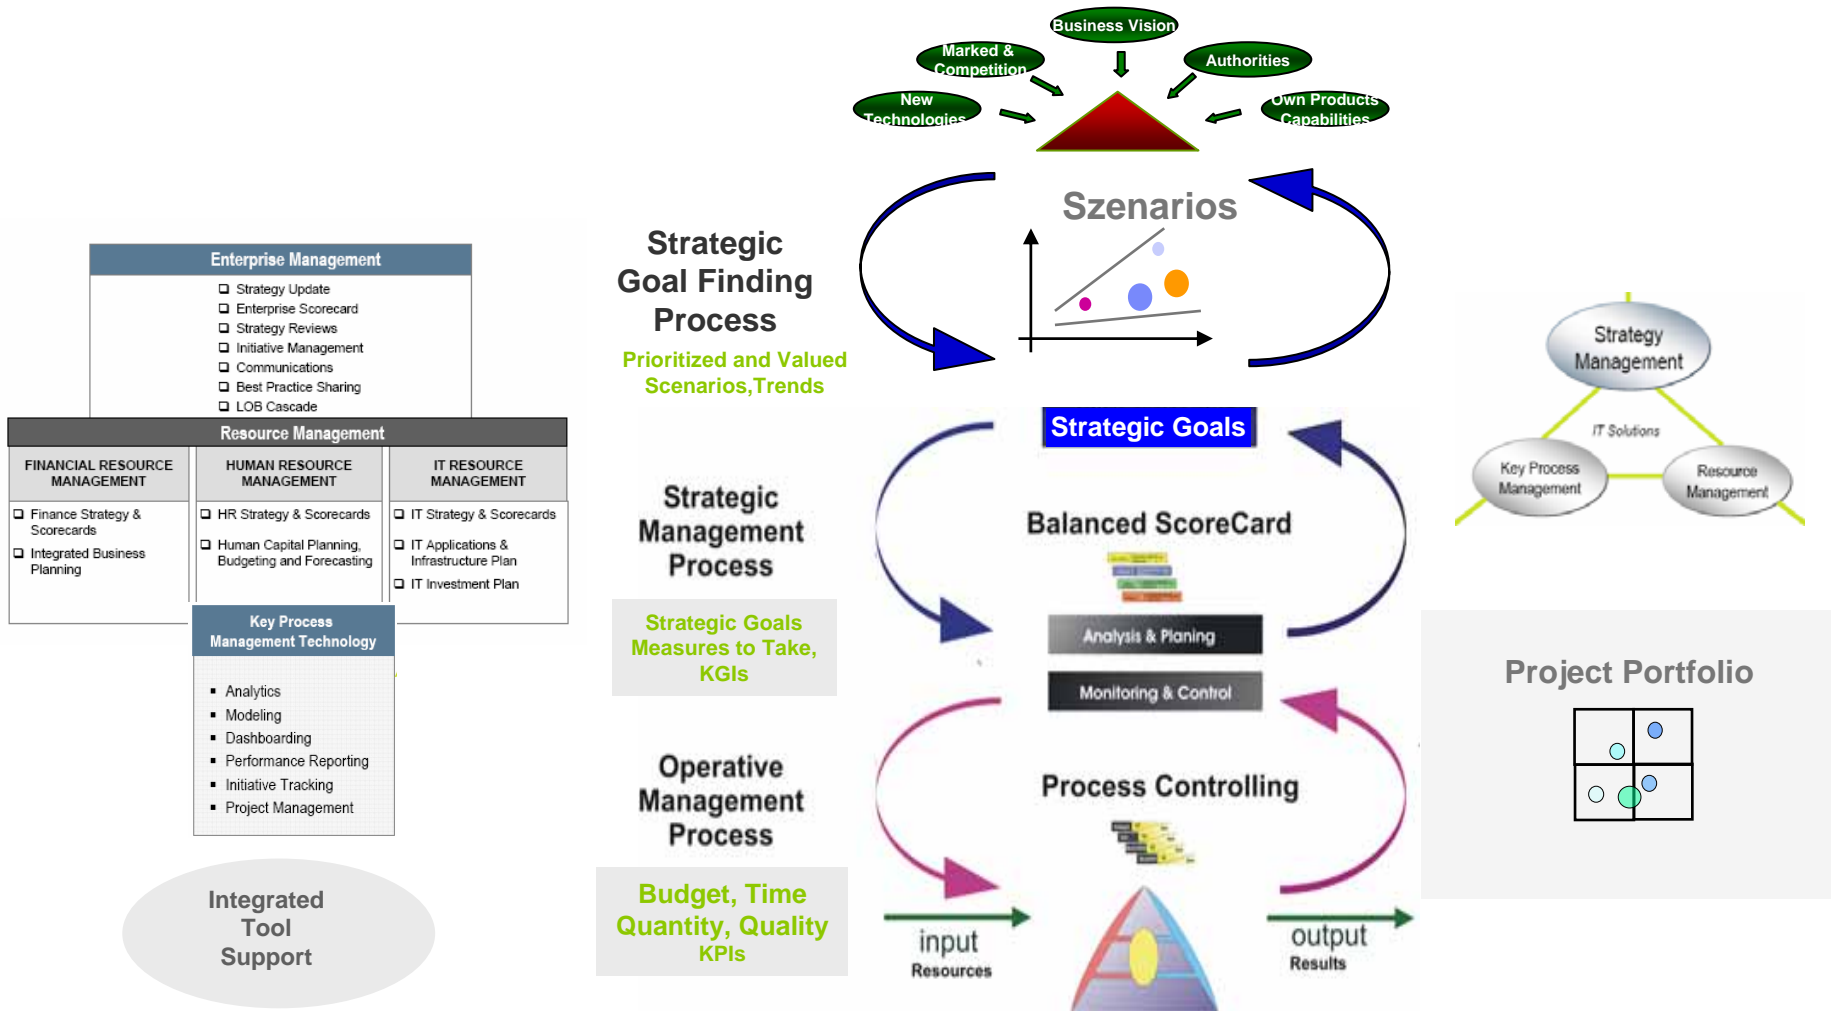 Business Vision
Marked &
Competition
Authorities
New
Technologies
Own Products
Capabilities
Enterprise Management
Strategy Update
Enterprise Scorecard
Strategy Reviews
Initiative Management
Communications
Best Practice Sharing
LOB Cascade
Resource Management
FINANCIAL RESOURCE
MANAGEMENT
Finance Strategy &
Scorecards
Integrated Business
Planning
HUMAN RESOURCE
MANAGEMENT
HR Strategy & Scorecards
Human Capital Planning,
Budgeting and Forecasting
IT RESOURCE
MANAGEMENT
IT Strategy & Scorecards
IT Applications &
Infrastructure Plan
IT Investment Plan
Key Process
Management Technology
Analytics
Modeling
Dashboarding
Performance Reporting
Initiative Tracking
Project Management
Integrated
Tool
Support
Strategic
Goal Finding
Process
Prioritized and Valued
Scenarios,Trends
Szenarios
Strategic Goals
Strategic
Management
Process
Strategic Goals
Measures to Take,
KGIs
Balanced ScoreCard
Analysis & Planing
Monitoring & Control
Operative
Management
Process
Budget, Time
Quantity, Quality
KPIs
Process Controlling
input
Resources
output
Results
Strategy
Management
IT Solutions
Key Process
Management
Resource
Management
Project Portfolio